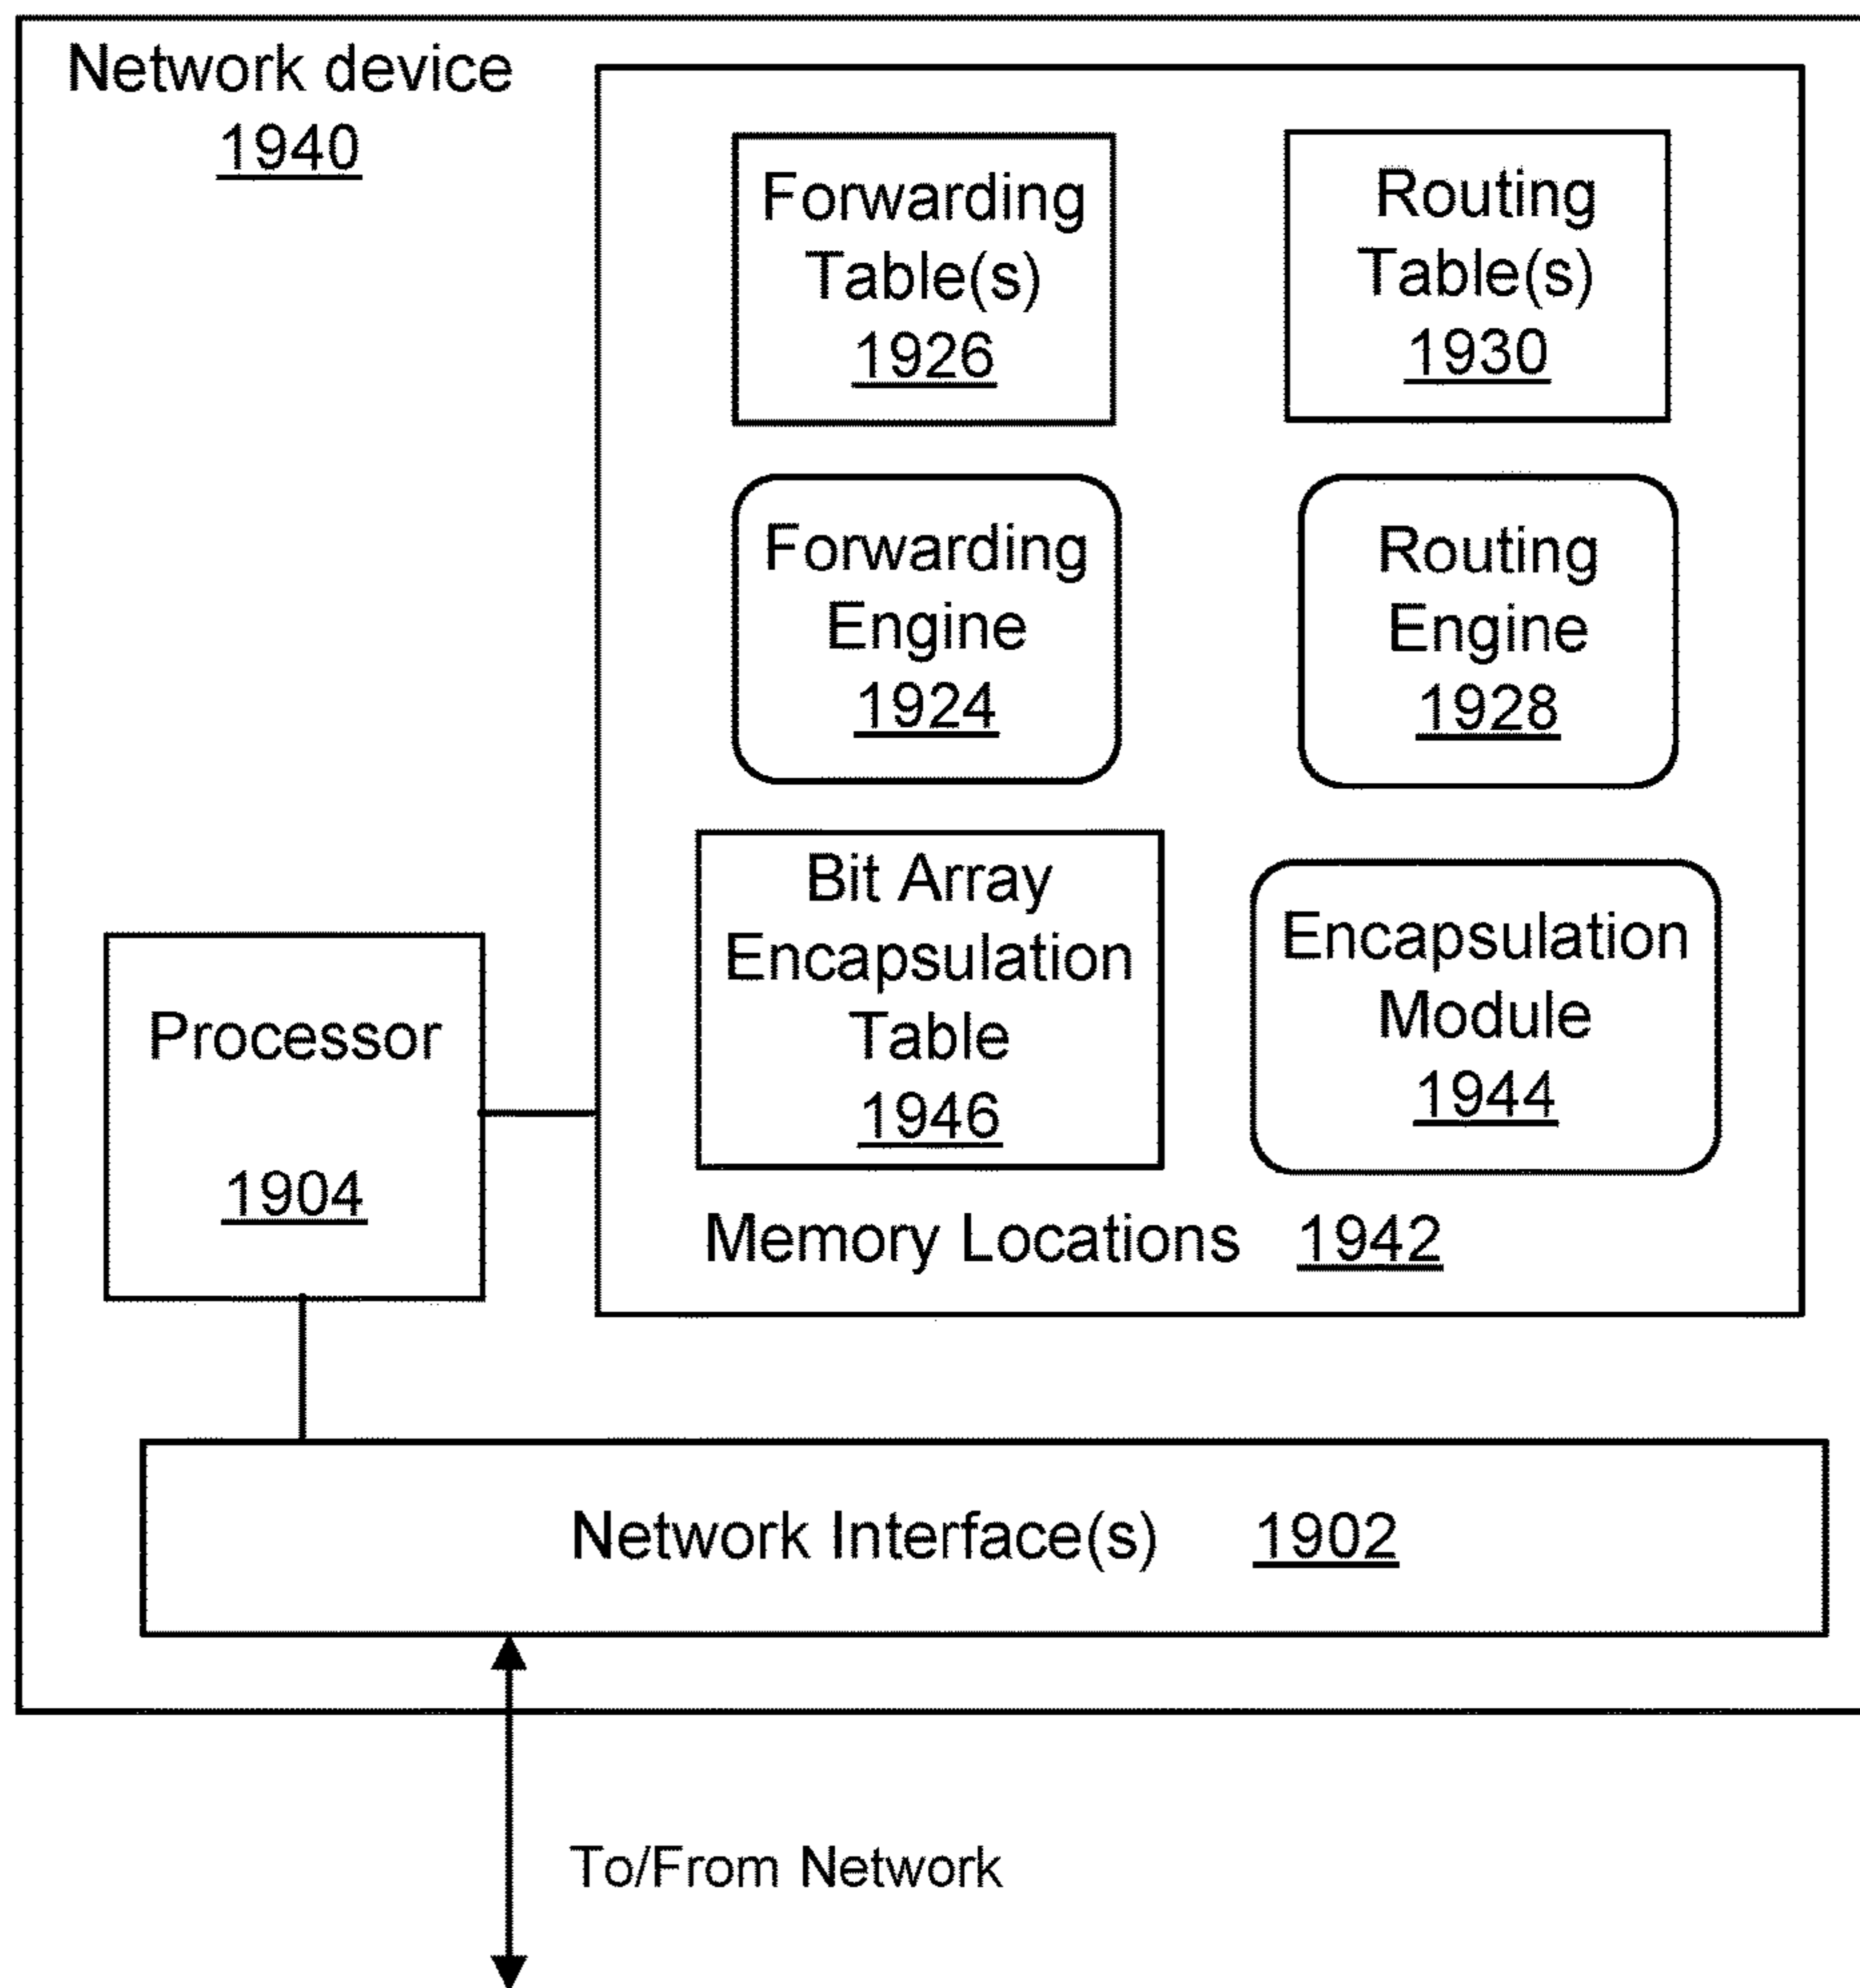 Network device
1940
Forwarding
Table(s)
1926
Routing
Table(s)
1930
Forwarding
Engine
1924
Routing
Engine
1928
Bit Array
Encapsulation
Table
1946
Encapsulation
Module
1944
Memory Locations 1942
Processor
1904
Network Interface(s) 1902
To/From Network